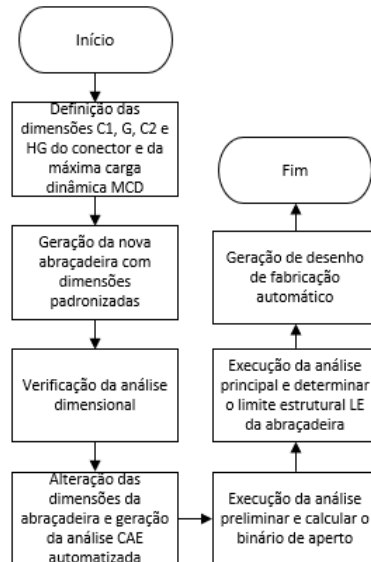 Início
Definição das
dimensões C1, G, C2 e
HG do conector e da
máxima carga
dinâmica MCD
Geração da nova
abraçadeira com
dimensões
padronizadas
Verificação da análise
dimensional
Alteração das
dimensões da
abraçadeira e geração
da análise CAE
automatizada
Execução da análise
preliminar e calcular o
binário de aperto
Execução da análise
principal e determinar
o limite estrutural LE
da abraçadeira
Geração de desenho
de fabricação
automático
Fim